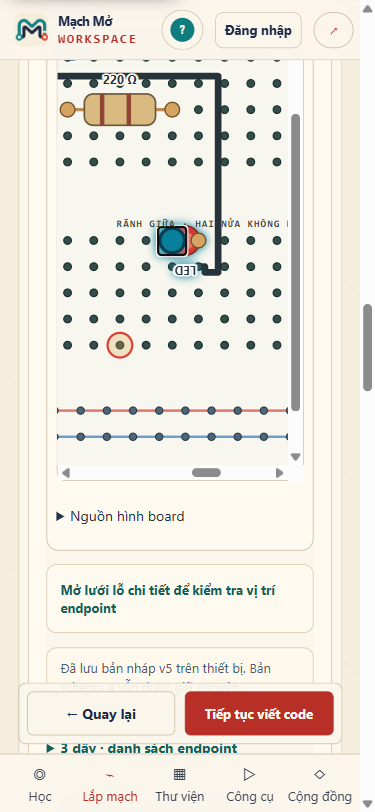 Mạch Mở
WORKSPACE
?
Đăng nhập
220 Ω
RÃNH GIỮA · HAI NỬA KHÔNG
LED
Nguồn hình board
Mở lưới lỗ chi tiết để kiểm tra vị trí
endpoint
Đã lưu bản nháp v5 trên thiết bị. Bản
← Quay lại
Tiếp tục viết code
3 dây · danh sách endpoint
Học
Lắp mạch
Thư viện
Công cụ
Cộng đồng